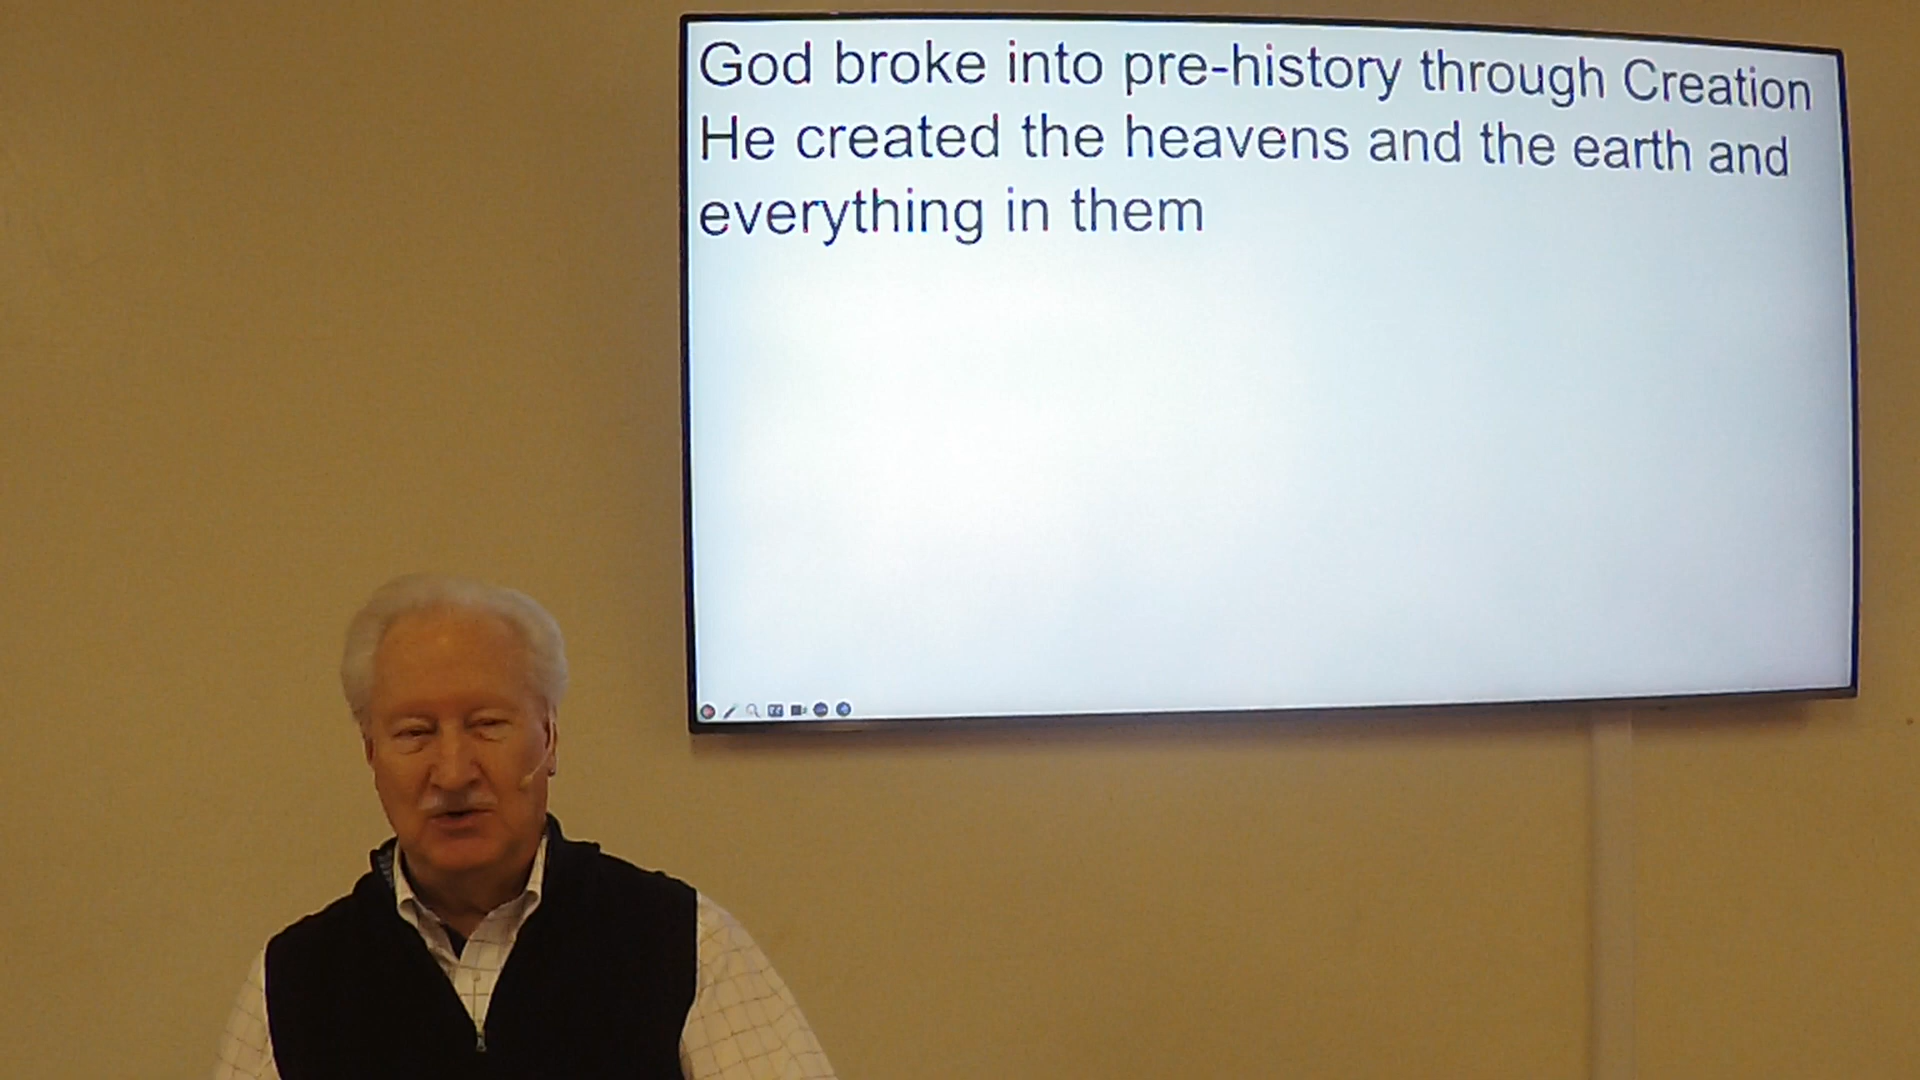 God broke into pre-history through Creation
He created the heavens and the earth and
everything in them